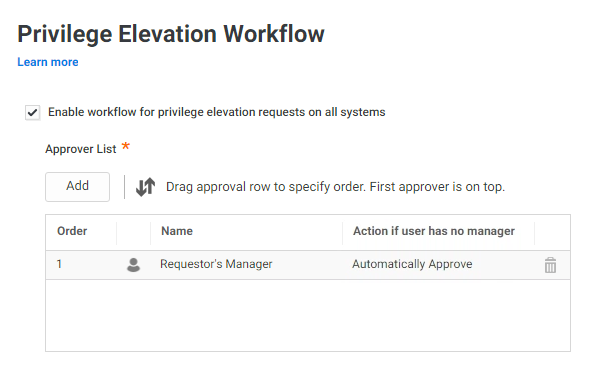 Privilege Elevation Workflow
Learn more
Enable workflow for privilege elevation requests on all systems
Approver List *
Add Drag approval row to specify order. First approver is on top.
Order Name Action if user has no manager
1 Requestor's Manager Automatically Approve